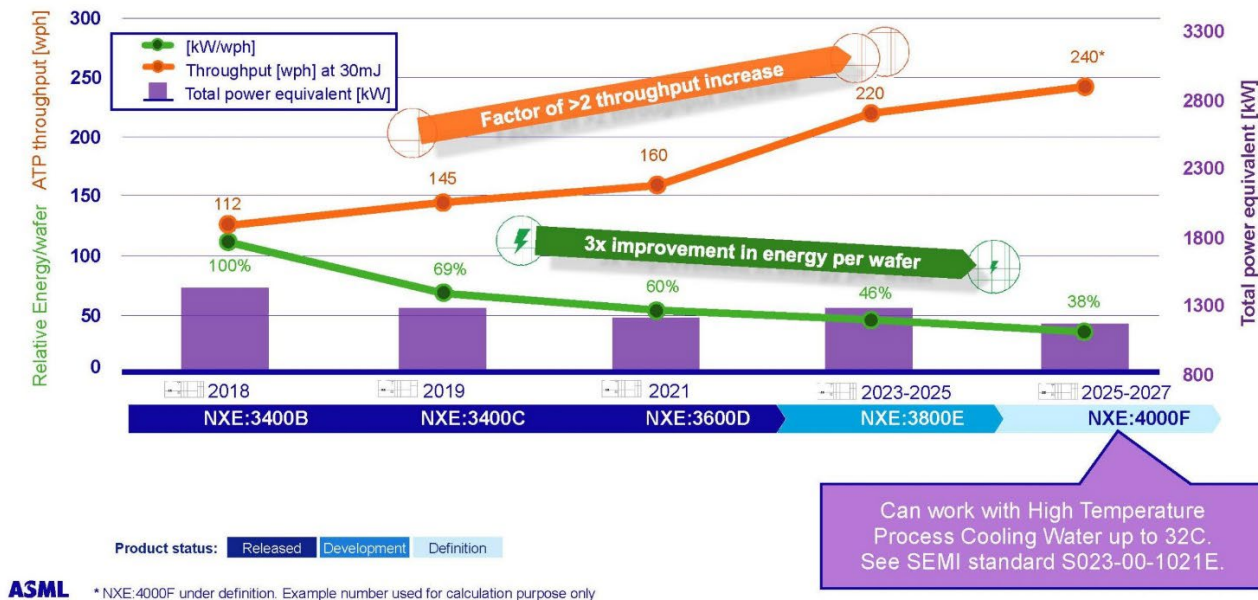 Relative Energy/wafer ATP throughput [wph]
300
250
200
150
100
50
0
[kW/wph]
Throughput [wph] at 30mJ
Total power equivalent [kW]
Factor of >2 throughput increase
3x improvement in energy per wafer
112
145
160
220
240*
100%
69%
60%
46%
38%
3300
2800
2300
1800
1300
800
Total power equivalent [kW]
2018
2019
2021
2023-2025
2025-2027
NXE:3400B
NXE:3400C
NXE:3600D
NXE:3800E
NXE:4000F
Can work with High Temperature
Process Cooling Water up to 32C.
See SEMI standard S023-00-1021E.
Product status: Released Development Definition
ASML * NXE:4000F under definition. Example number used for calculation purpose only